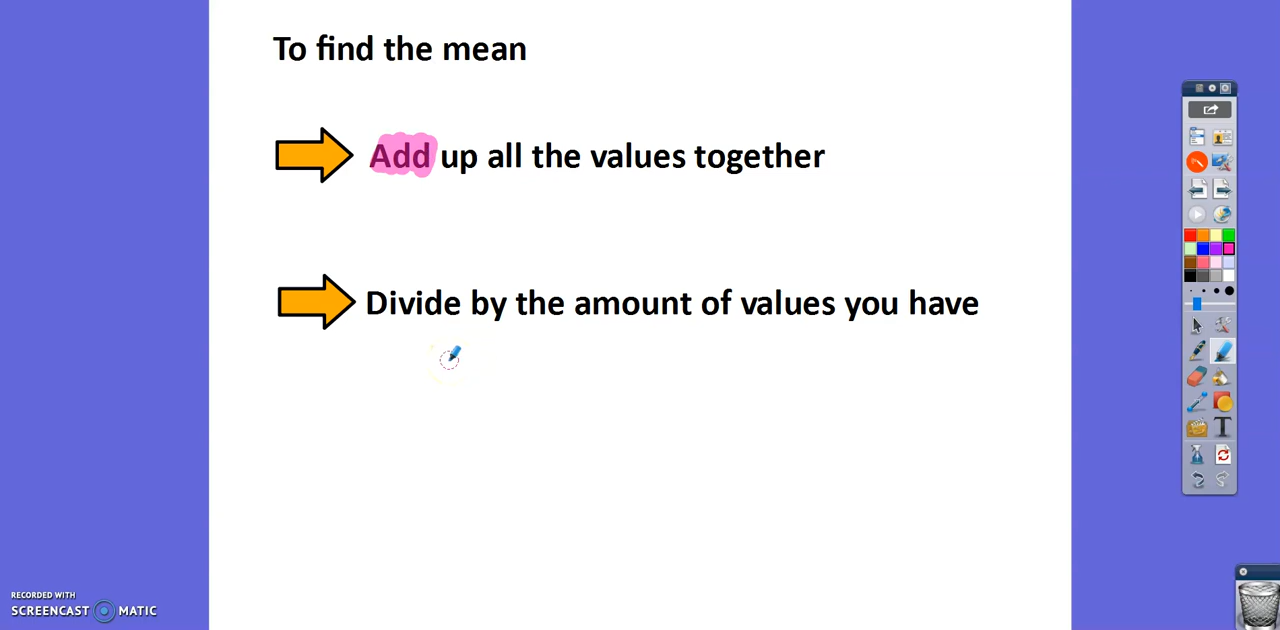 To find the mean
Add up all the values together
Divide by the amount of values you have
RECORDED WITH
SCREENCAST MATIC